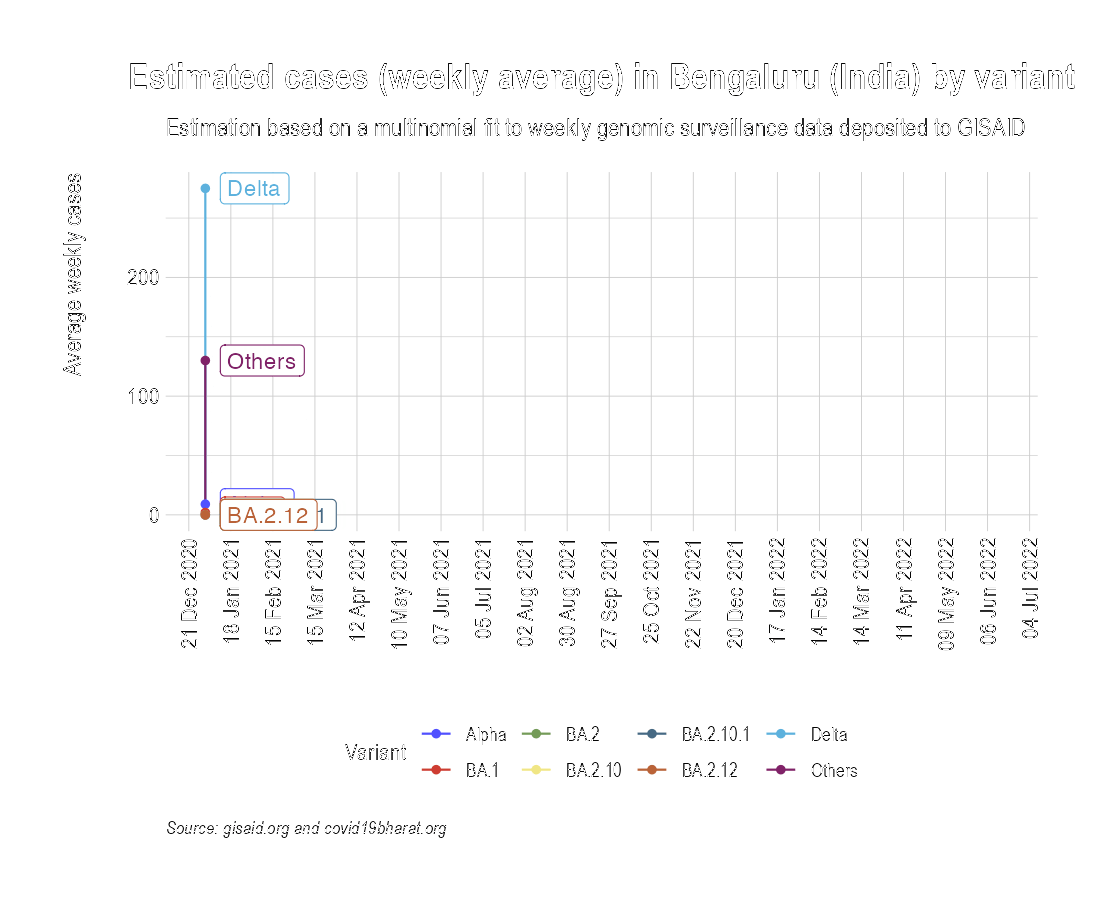 Estimated cases (weekly average) in Bengaluru (India) by variant
Estimation based on a multinomial fit to weekly genomic surveillance data deposited to GISAID
Average weekly cases
200
100
0
Delta
Others
BA.2.12
1
21 Dec 2020
18 Jan 2021
15 Feb 2021
15 Mar 2021
12 Apr 2021
10 May 2021
07 Jun 2021
05 Jul 2021
02 Aug 2021
30 Aug 2021
27 Sep 2021
25 Oct 2021
22 Nov 2021
20 Dec 2021
17 Jan 2022
14 Feb 2022
14 Mar 2022
11 Apr 2022
09 May 2022
06 Jun 2022
04 Jul 2022
Variant
Alpha BA.2 BA.2.10.1 Delta
BA.1 BA.2.10 BA.2.12 Others
Source: gisaid.org and covid19bharat.org